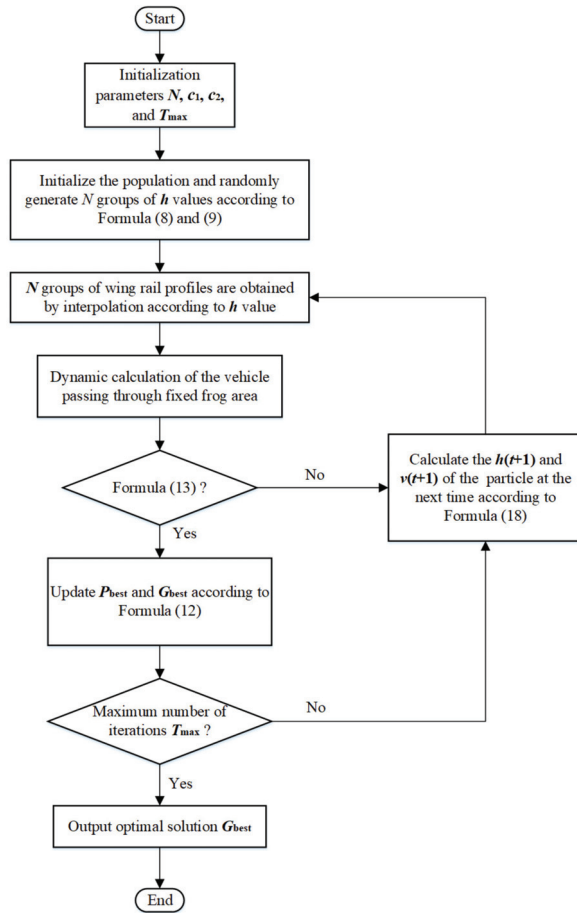 Start
Initialization
parameters N, c1, c2,
and Tmax
Initialize the population and randomly
generate N groups of h values according to
Formula (8) and (9)
N groups of wing rail profiles are obtained
by interpolation according to h value
Dynamic calculation of the vehicle
passing through fixed frog area
Formula (13) ?
No
Calculate the h(t+1) and
v(t+1) of the particle at the
next time according to
Formula (18)
Yes
Update Pbest and Gbest according to
Formula (12)
Maximum number of
iterations Tmax ?
No
Yes
Output optimal solution Gbest
End